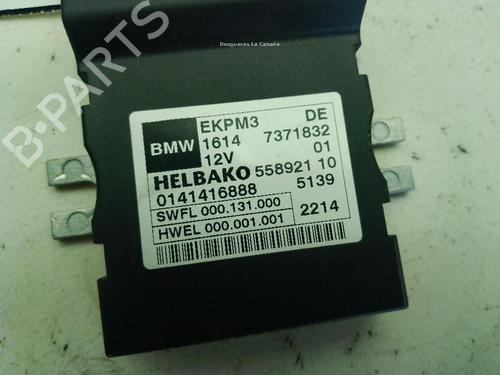 Desguaces La Cabaña
B-PARTS
BMW
EKPM3 DE
1614 7371832
12V 01
HELBAKO 558921 10
0141416888 5139
SWFL 000.131.000
HWEL 000.001.001 2214